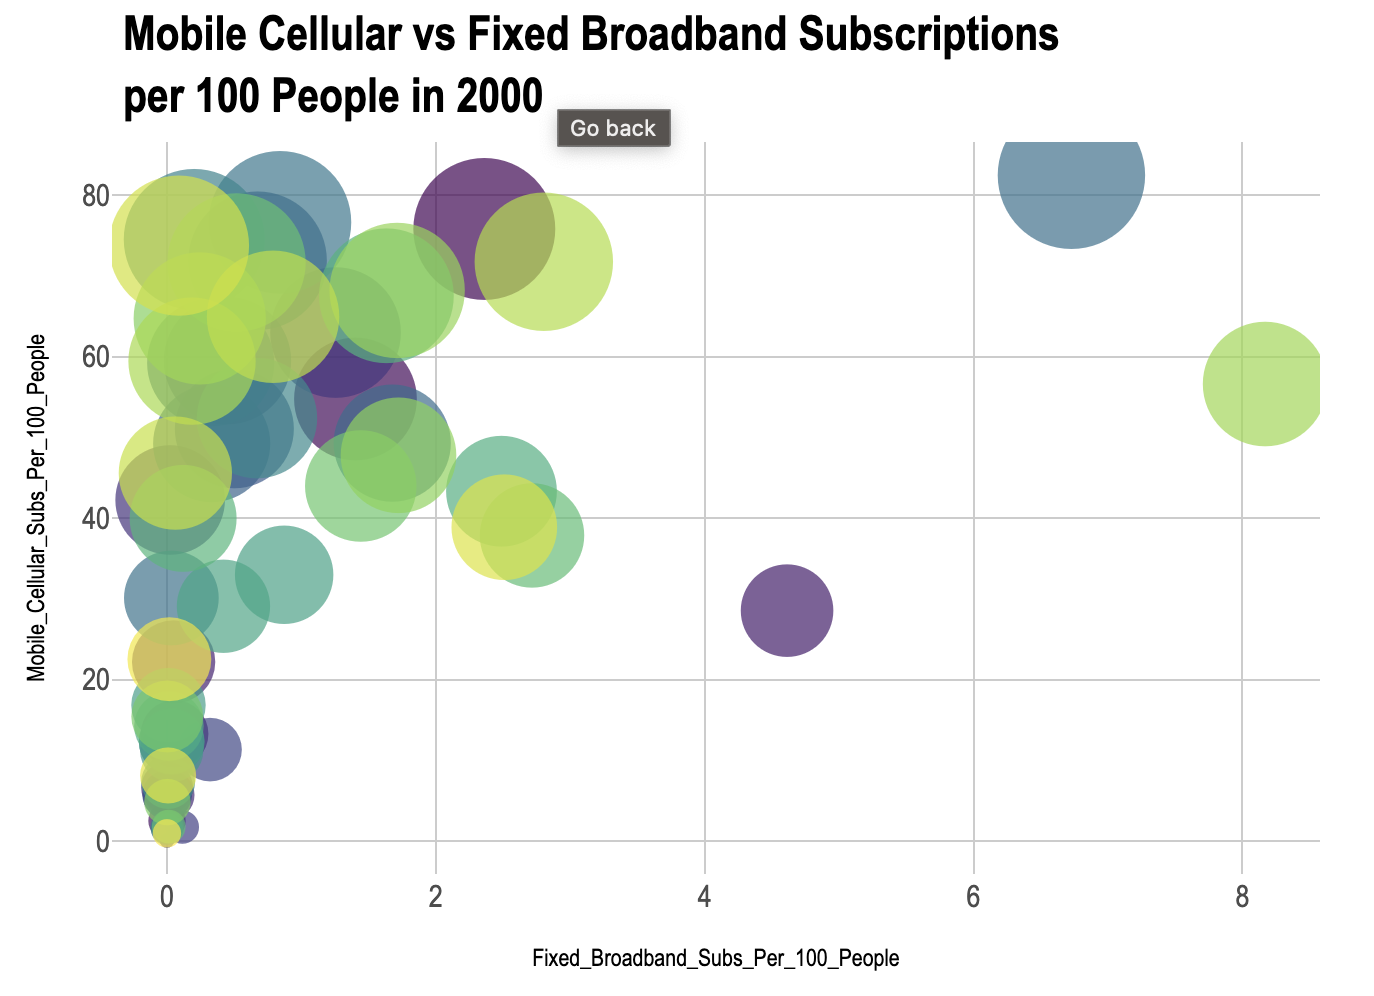 Mobile Cellular vs Fixed Broadband Subscriptions
per 100 People in 2000
Go back
80
60
40
20
0
Mobile_Cellular_Subs_Per_100_People
0 2 4 6 8
Fixed_Broadband_Subs_Per_100_People